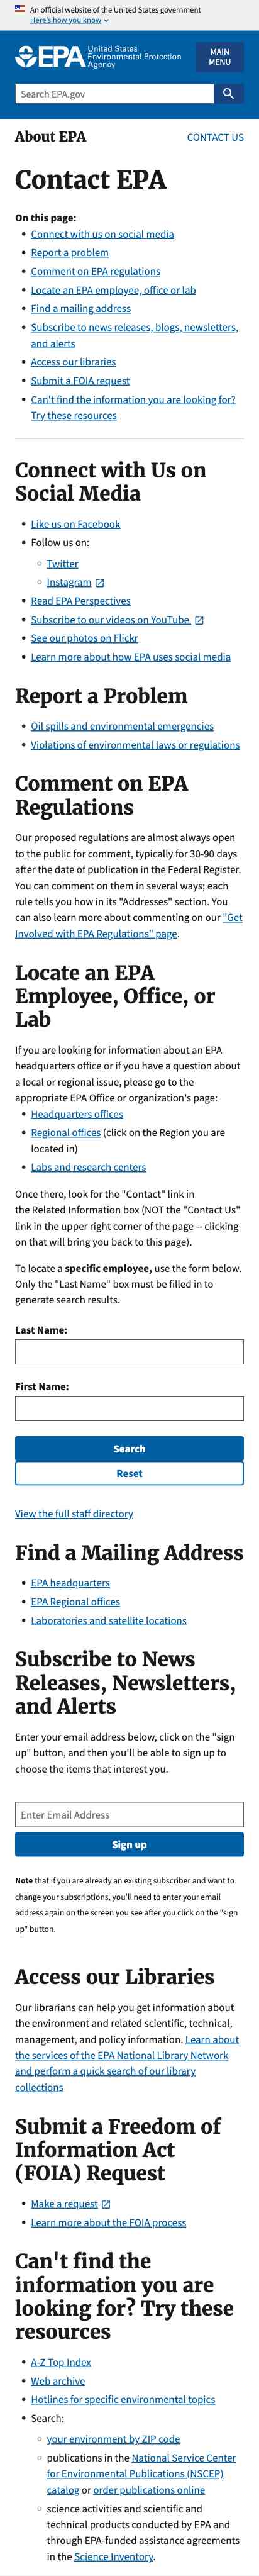 An official website of the United States government
Here's how you know
EPA United States
Environmental Protection
Agency
MAIN
MENU
Search EPA.gov
About EPA
CONTACT US
Contact EPA
On this page:
Connect with us on social media
Report a problem
Comment on EPA regulations
Locate an EPA employee, office or lab
Find a mailing address
Subscribe to news releases, blogs, newsletters,
and alerts
Access our libraries
Submit a FOIA request
Can't find the information you are looking for?
Try these resources
Connect with Us on
Social Media
Like us on Facebook
Follow us on:
Twitter
Instagram
Read EPA Perspectives
Subscribe to our videos on YouTube
See our photos on Flickr
Learn more about how EPA uses social media
Report a Problem
Oil spills and environmental emergencies
Violations of environmental laws or regulations
Comment on EPA
Regulations
Our proposed regulations are almost always open
to the public for comment, typically for 30-90 days
after the date of publication in the Federal Register.
You can comment on them in several ways; each
rule tells you how in its "Addresses" section. You
can also learn more about commenting on our "Get
Involved with EPA Regulations" page.
Locate an EPA
Employee, Office, or
Lab
If you are looking for information about an EPA
headquarters office or if you have a question about
a local or regional issue, please go to the
appropriate EPA Office or organization's page:
Headquarters offices
Regional offices (click on the Region you are
located in)
Labs and research centers
Once there, look for the "Contact" link in
the Related Information box (NOT the "Contact Us"
link in the upper right corner of the page -- clicking
on that will bring you back to this page).
To locate a specific employee, use the form below.
Only the "Last Name" box must be filled in to
generate search results.
Last Name:
First Name:
Search
Reset
View the full staff directory
Find a Mailing Address
EPA headquarters
EPA Regional offices
Laboratories and satellite locations
Subscribe to News
Releases, Newsletters,
and Alerts
Enter your email address below, click on the "sign
up" button, and then you'll be able to sign up to
choose the items that interest you.
Enter Email Address
Sign up
Note that if you are already an existing subscriber and want to
change your subscriptions, you'll need to enter your email
address again on the screen you see after you click on the "sign
up" button.
Access our Libraries
Our librarians can help you get information about
the environment and related scientific, technical,
management, and policy information. Learn about
the services of the EPA National Library Network
and perform a quick search of our library
collections
Submit a Freedom of
Information Act
(FOIA) Request
Make a request
Learn more about the FOIA process
Can't find the
information you are
looking for? Try these
resources
A-Z Top Index
Web archive
Hotlines for specific environmental topics
Search:
your environment by ZIP code
publications in the National Service Center
for Environmental Publications (NSCEP)
catalog or order publications online
science activities and scientific and
technical products conducted by EPA and
through EPA-funded assistance agreements
in the Science Inventory.